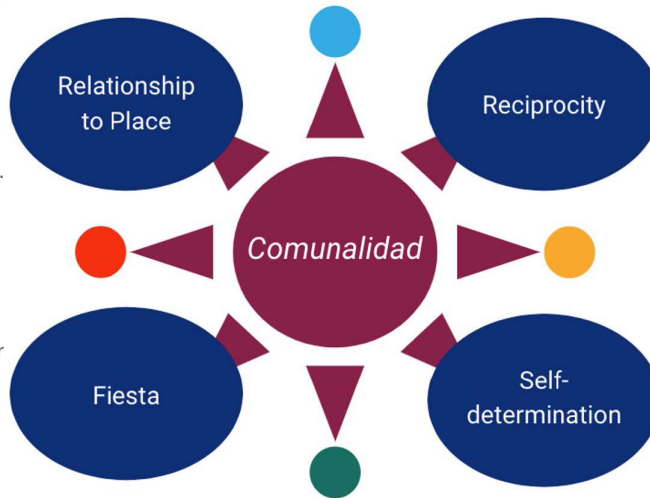 Relationship
to Place
Reciprocity
Comunalidad
Fiesta
Self-
determination